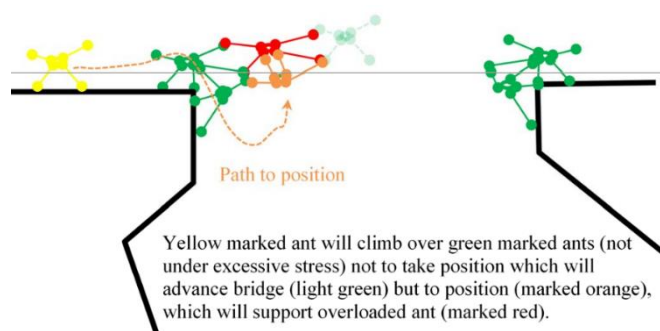 Path to position
Yellow marked ant will climb over green marked ants (not
under excessive stress) not to take position which will
advance bridge (light green) but to position (marked orange),
which will support overloaded ant (marked red).